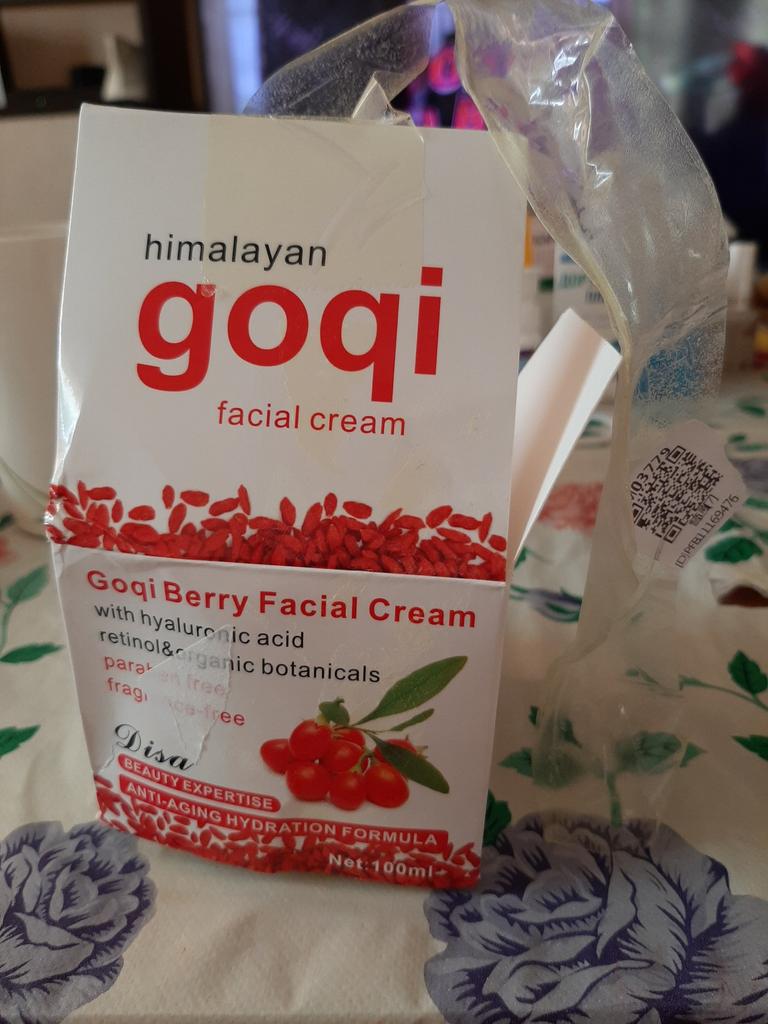 himalayan
goqi
facial cream
Goqi Berry Facial Cream
with hyaluronic acid
retinol&organic botanicals
paraben free
fragrance-free
Disa
BEAUTY EXPERTISE
ANTI-AGING HYDRATION FORMULA
Net:100ml